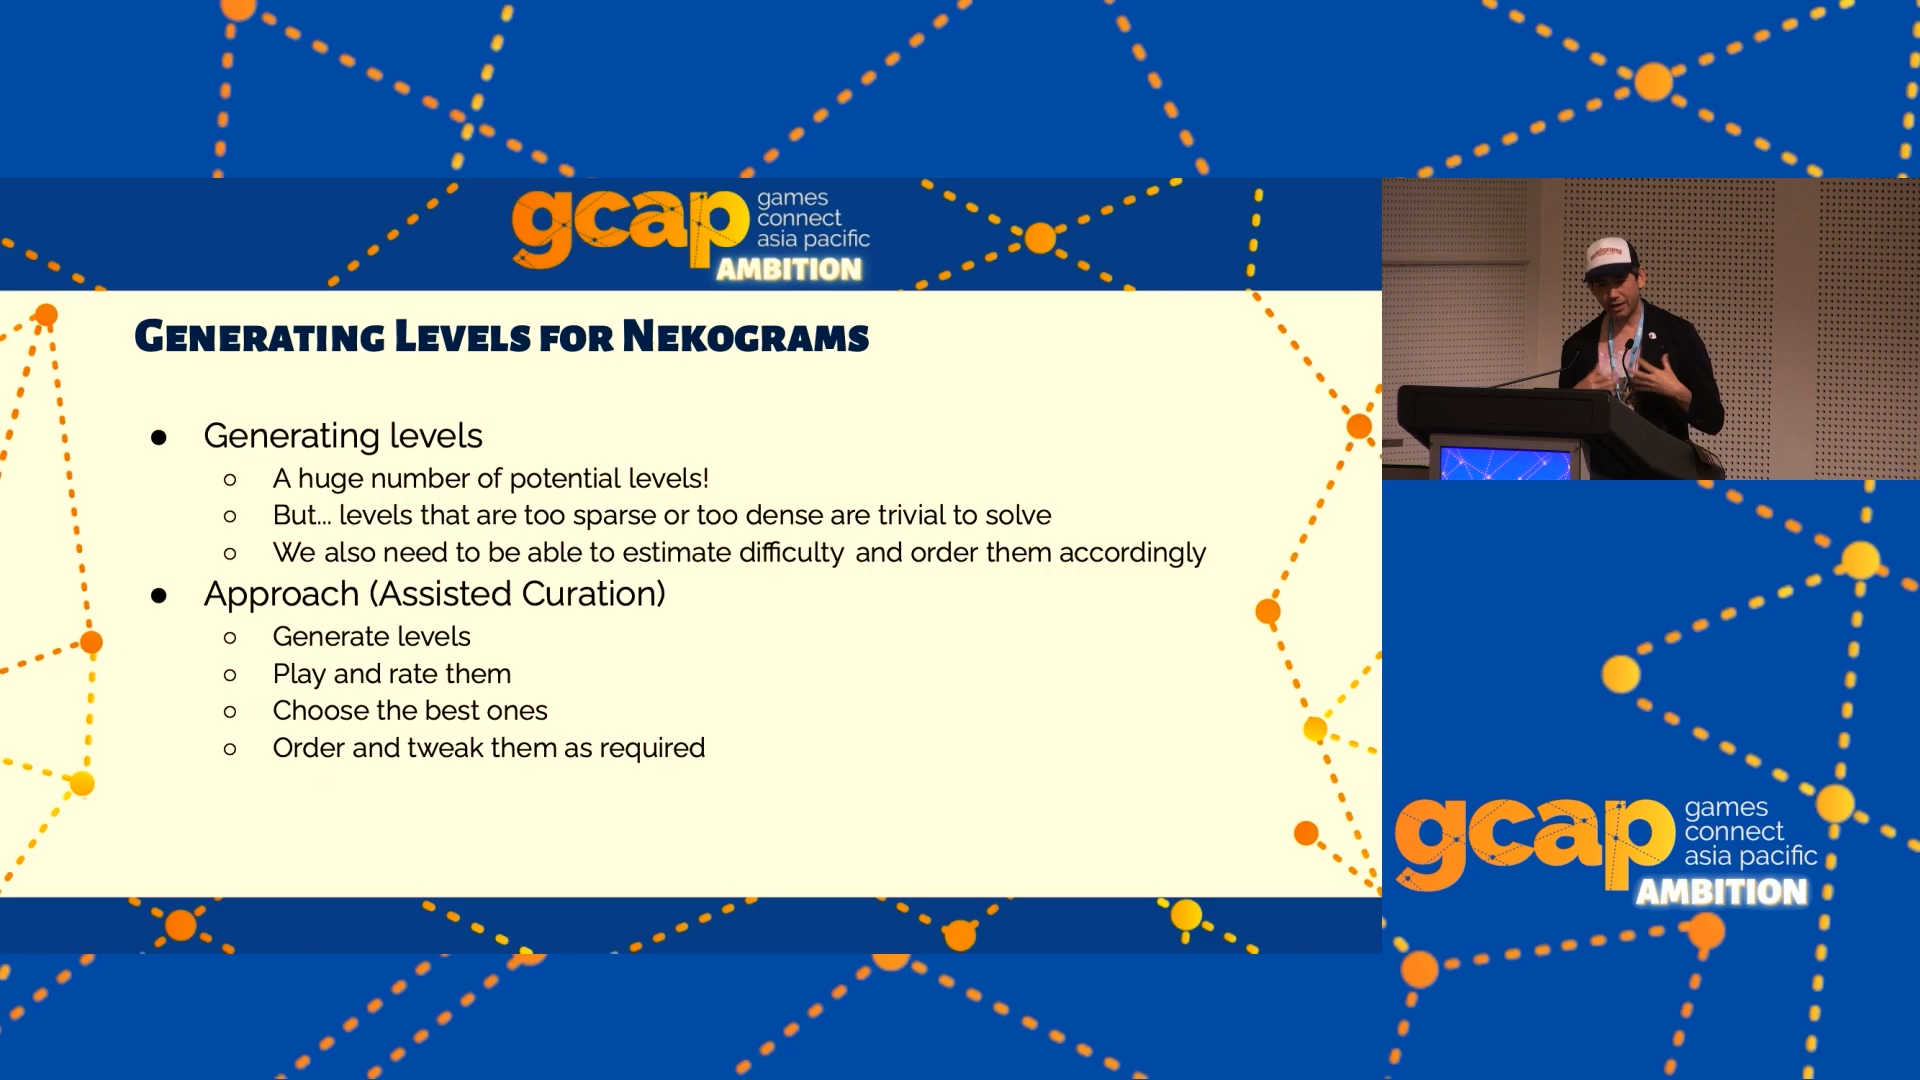 gcap
games
connect
asia pacific
AMBITION
Generating Levels for Nekograms
● Generating levels
○ A huge number of potential levels!
○ But... levels that are too sparse or too dense are trivial to solve
○ We also need to be able to estimate difficulty and order them accordingly
● Approach (Assisted Curation)
○ Generate levels
○ Play and rate them
○ Choose the best ones
○ Order and tweak them as required
gcap
games
connect
asia pacific
AMBITION